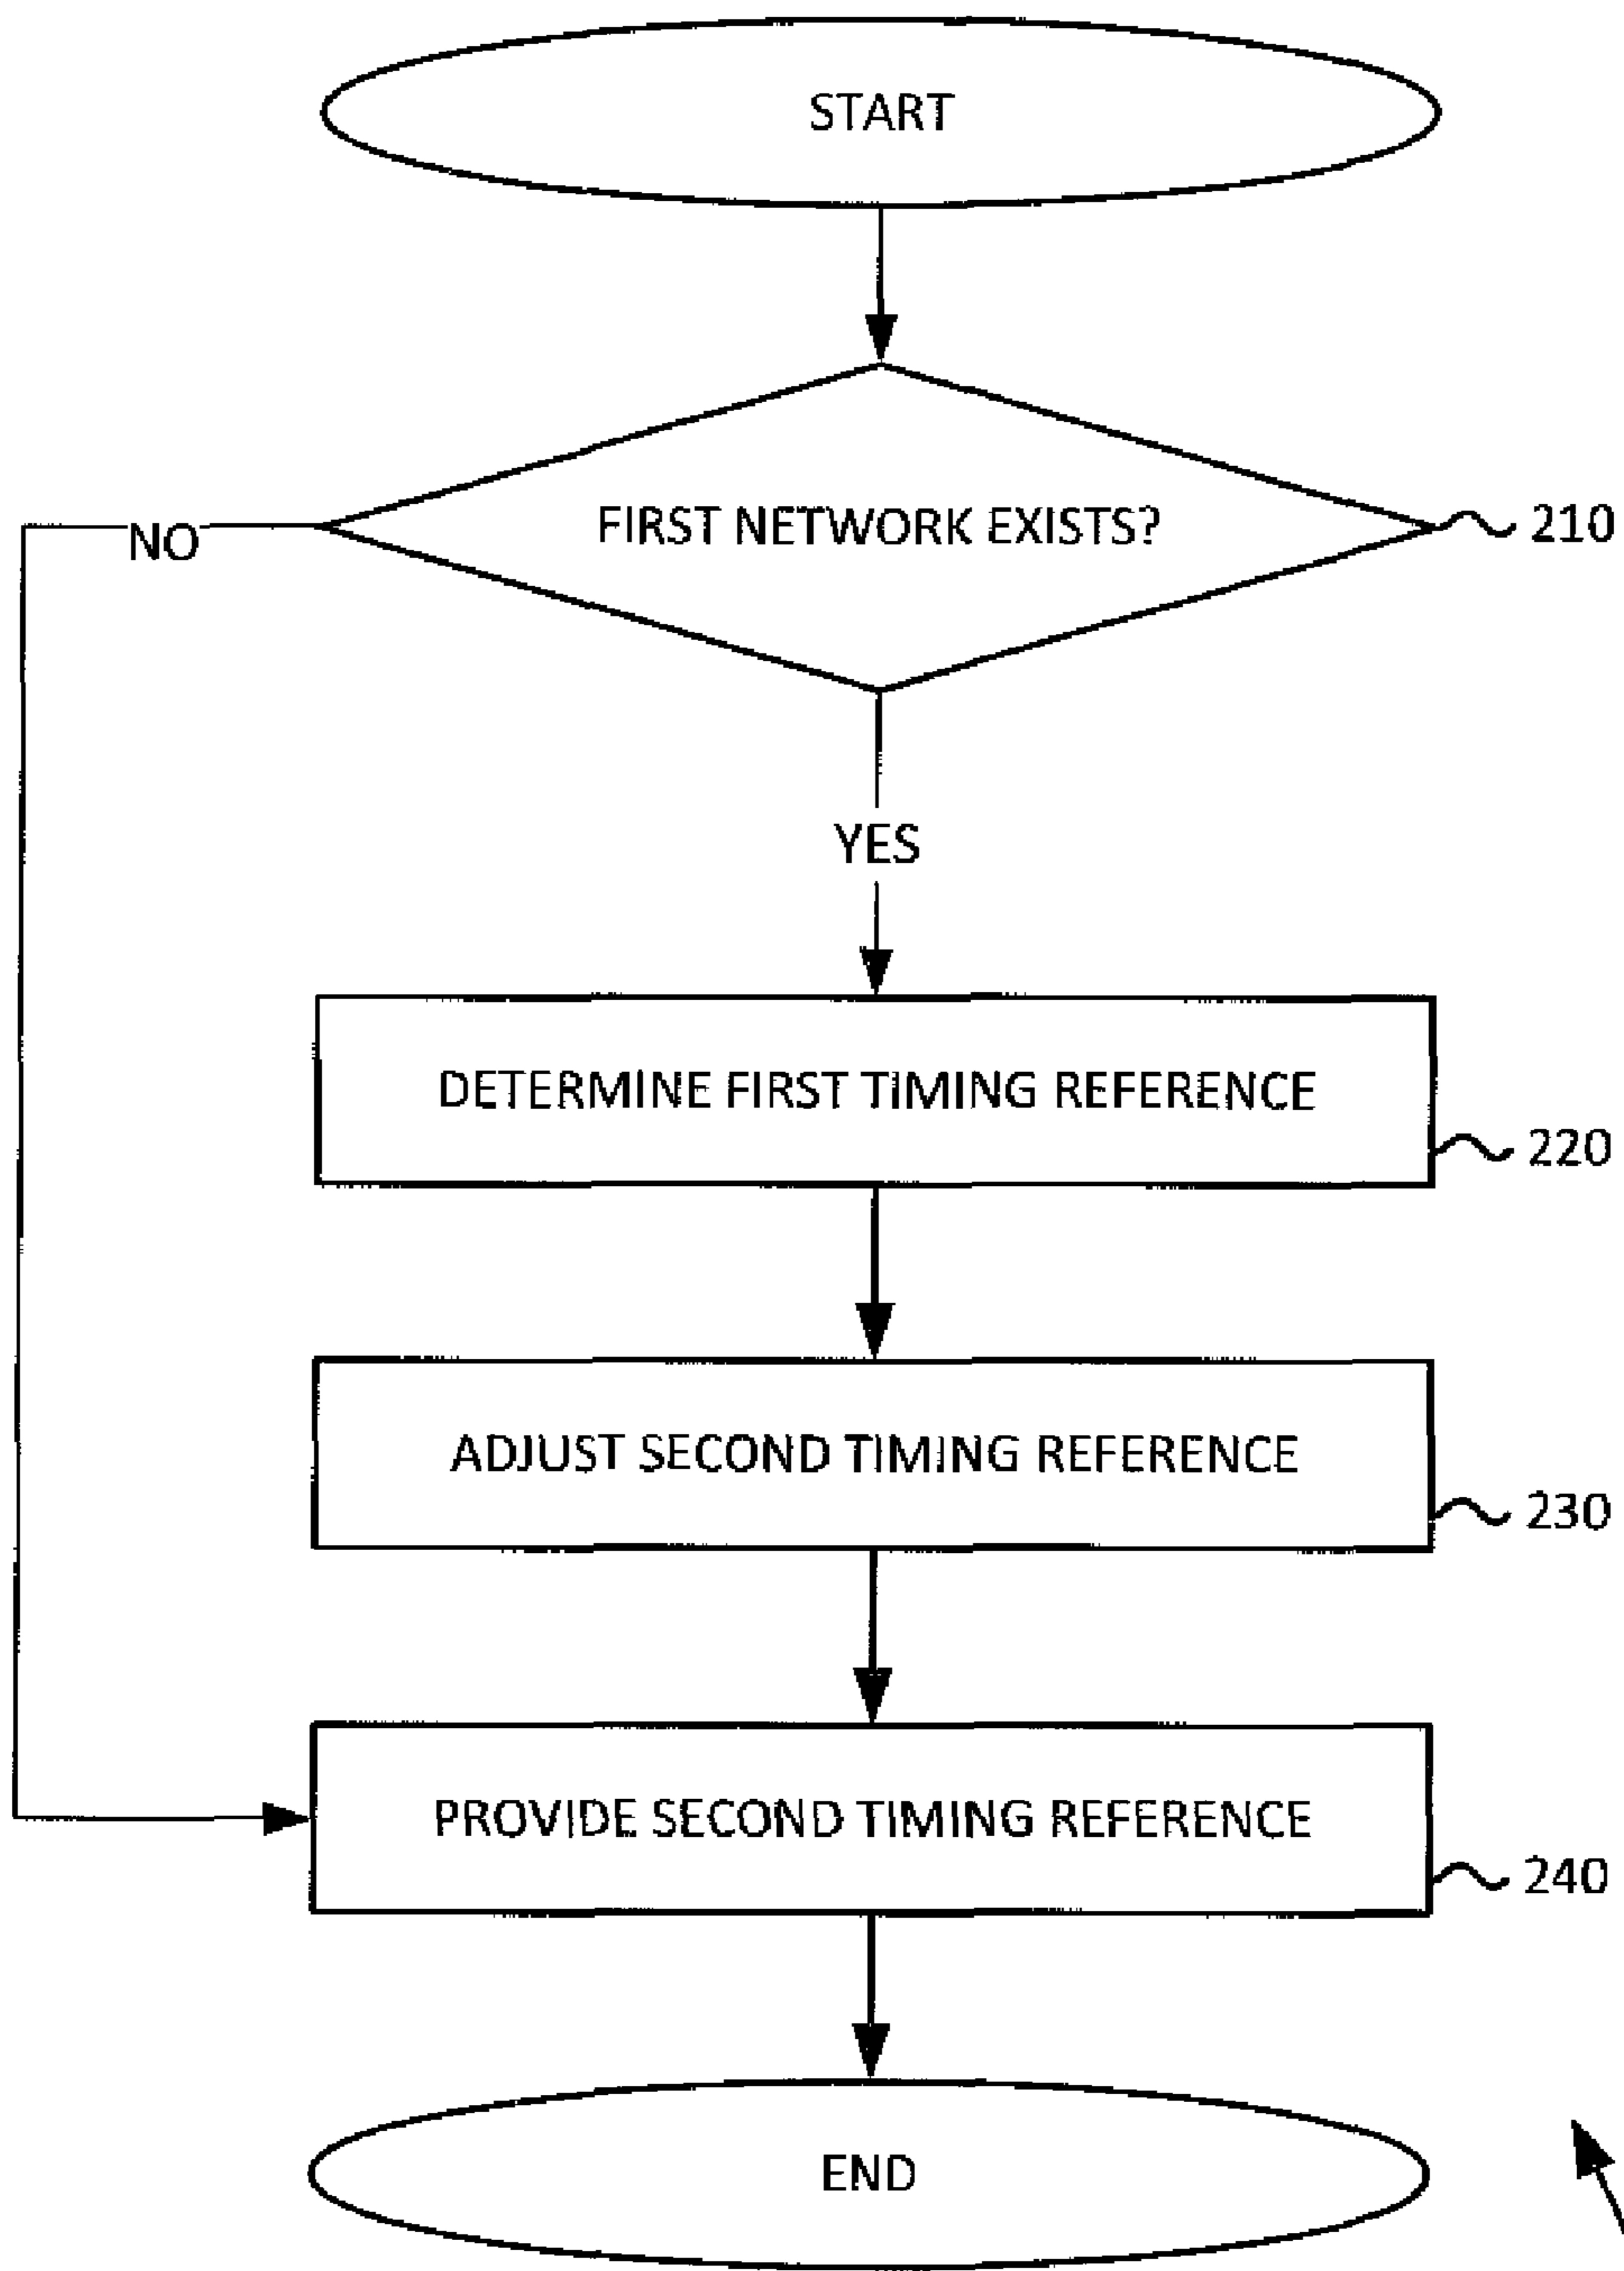 START
FIRST NETWORK EXISTS?
210
NO
YES
DETERMINE FIRST TIMING REFERENCE
220
ADJUST SECOND TIMING REFERENCE
230
PROVIDE SECOND TIMING REFERENCE
240
END